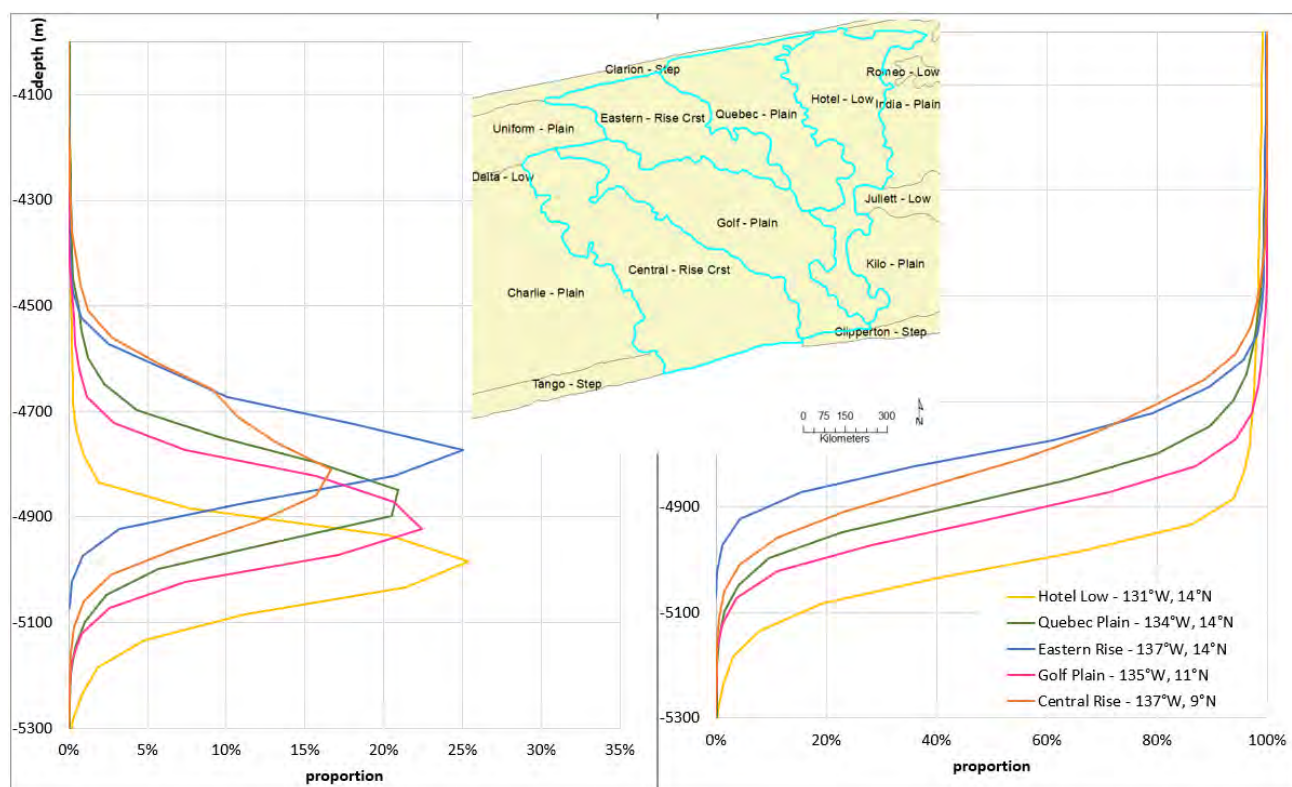 depth (m)
-4100
-4300
-4500
-4700
-4900
-5100
-5300
0%
5%
10%
15%
20%
25%
30%
35%
proportion
Clarion - Step
Romeo - Low
Hotel - Low
India - Plain
Eastern - Rise Crst
Quebec - Plain
Uniform - Plain
Delta - Low
Juliett - Low
Golf - Plain
Kilo - Plain
Central - Rise Crst
Charlie - Plain
Clipperton - Step
Tango - Step
0 75 150 300
Kilometers
N
-4900
-5100
-5300
0%
20%
40%
60%
80%
100%
proportion
Hotel Low - 131°W, 14°N
Quebec Plain - 134°W, 14°N
Eastern Rise - 137°W, 14°N
Golf Plain - 135°W, 11°N
Central Rise - 137°W, 9°N